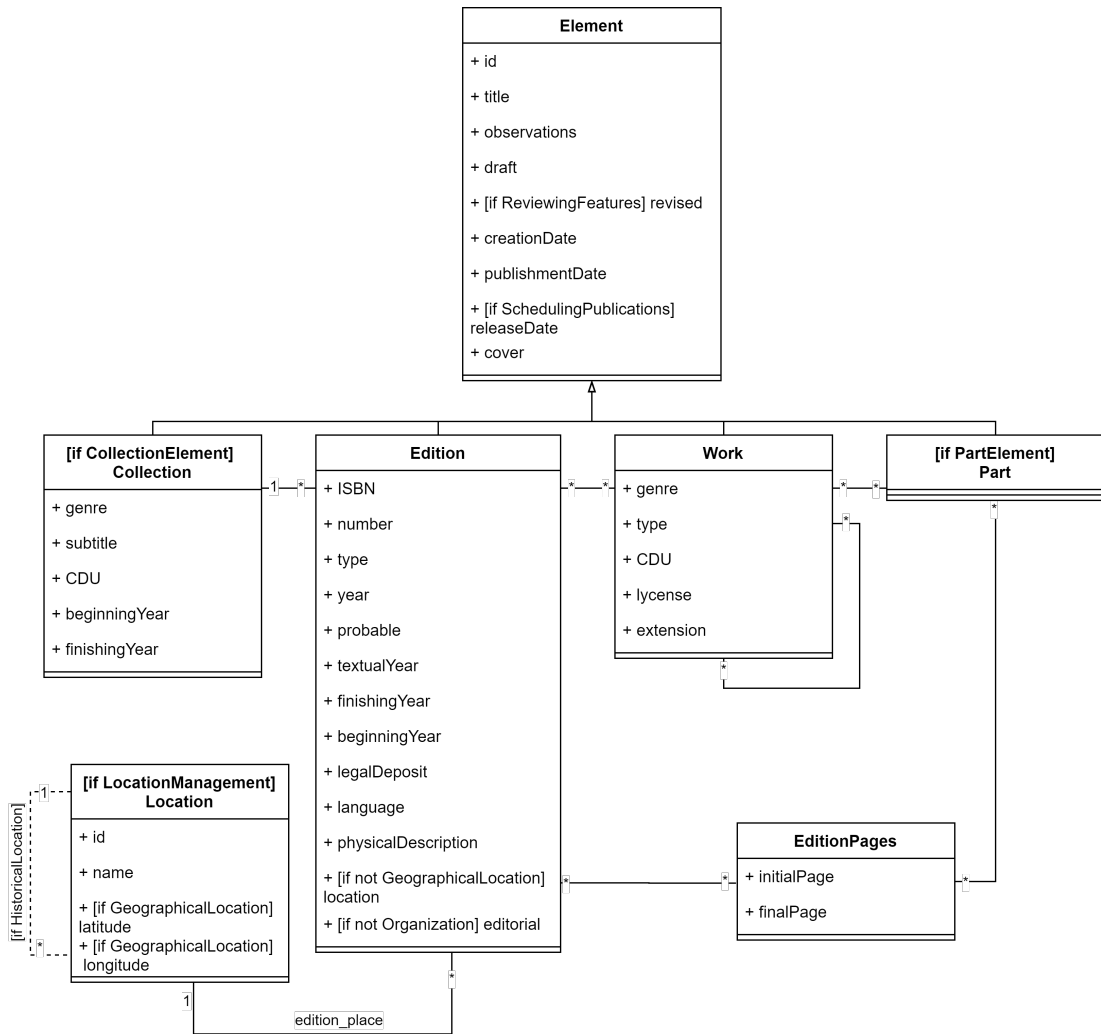 Element
+ id
+ title
+ observations
+ draft
+ [if ReviewingFeatures] revised
+ creationDate
+ publishmentDate
+ [if SchedulingPublications]
releaseDate
+ cover
[if CollectionElement]
Collection
+ genre
+ subtitle
+ CDU
+ beginningYear
+ finishingYear
1
*
Edition
+ ISBN
+ number
+ type
+ year
+ probable
+ textualYear
+ finishingYear
+ beginningYear
+ legalDeposit
+ language
+ physicalDescription
+ [if not GeographicalLocation]
location
+ [if not Organization] editorial
*
*
Work
+ genre
+ type
+ CDU
+ lycense
+ extension
*
*
*
*
[if PartElement]
Part
*
*
[if LocationManagement]
Location
+ id
+ name
+ [if GeographicalLocation]
latitude
+ [if GeographicalLocation]
longitude
1
*
[if HistoricalLocation]
EditionPages
+ initialPage
+ finalPage
*
*
1
*
edition_place